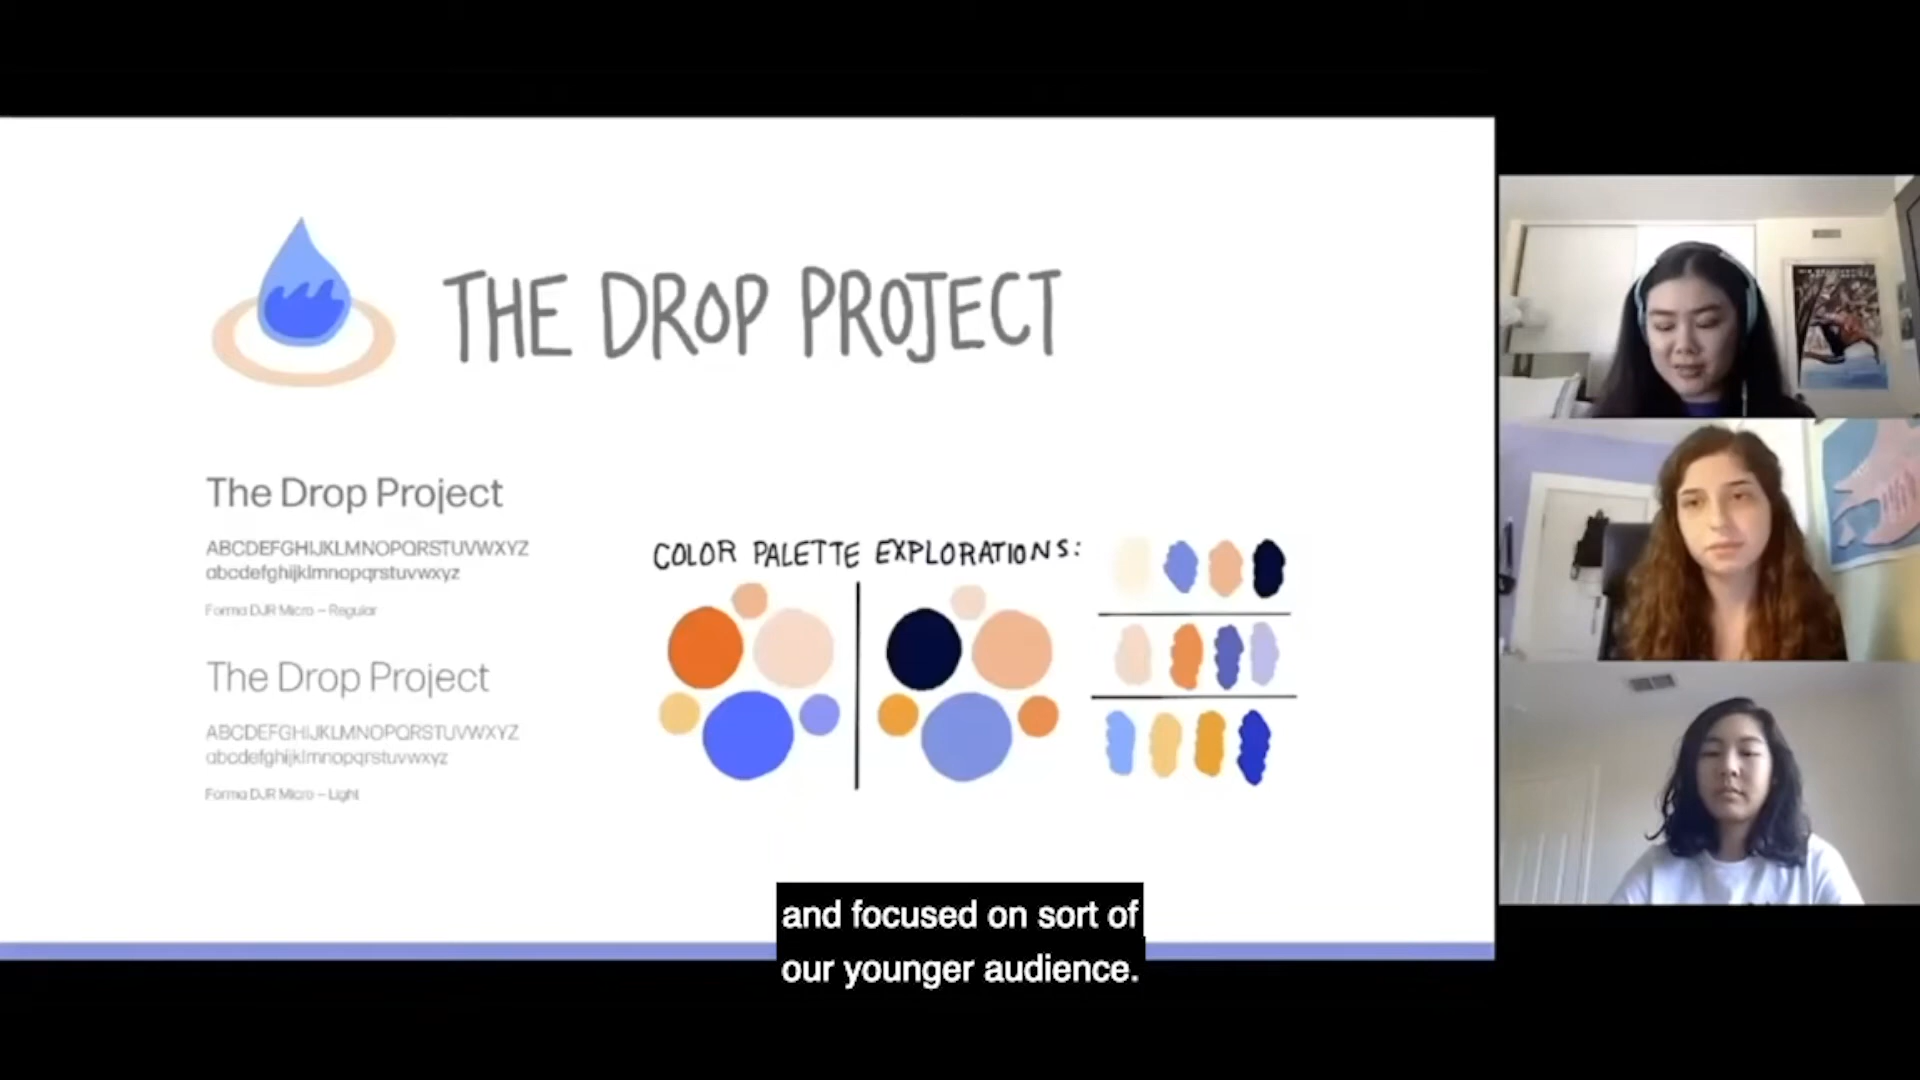 THE DROP PROJECT
The Drop Project
ABCDEFGHIJKLMNOPQRSTUVWXYZ
abcdefghijklmnopqrstuvwxyz
Forma DJR Micro – Regular
The Drop Project
ABCDEFGHIJKLMNOPQRSTUVWXYZ
abcdefghijklmnopqrstuvwxyz
Forma DJR Micro – Light
COLOR PALETTE EXPLORATIONS:
and focused on sort of
our younger audience.